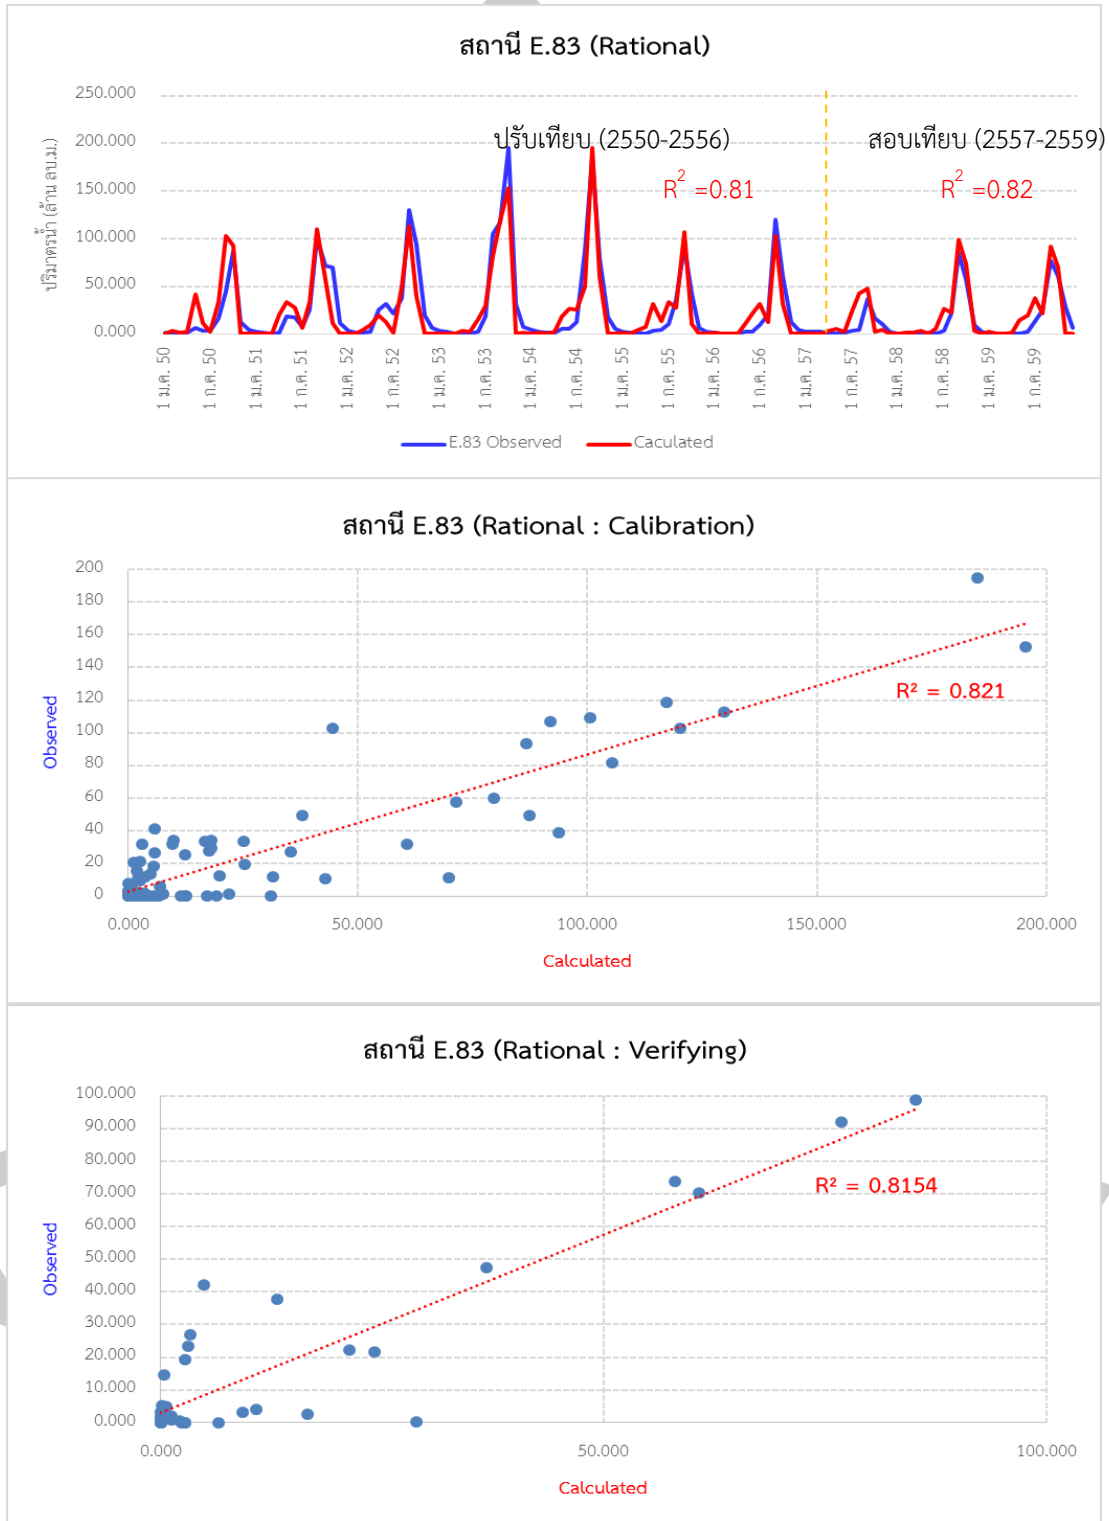 สถานี E.83 (Rational)
250.000
200.000
150.000
100.000
50.000
0.000
ปริมาตรน้ำ (ล้าน ลบ.ม.)
ปรับเทียบ (2550-2556)
สอบเทียบ (2557-2559)
R2 =0.81
R2 =0.82
1 ม.ค. 50
1 ก.ค. 50
1 ม.ค. 51
1 ก.ค. 51
1 ม.ค. 52
1 ก.ค. 52
1 ม.ค. 53
1 ก.ค. 53
1 ม.ค. 54
1 ก.ค. 54
1 ม.ค. 55
1 ก.ค. 55
1 ม.ค. 56
1 ก.ค. 56
1 ม.ค. 57
1 ก.ค. 57
1 ม.ค. 58
1 ก.ค. 58
1 ม.ค. 59
1 ก.ค. 59
E.83 Observed
Caculated
สถานี E.83 (Rational : Calibration)
200
180
160
140
120
100
80
60
40
20
0
Observed
R² = 0.821
0.000
50.000
100.000
150.000
200.000
Calculated
สถานี E.83 (Rational : Verifying)
100.000
90.000
80.000
70.000
60.000
50.000
40.000
30.000
20.000
10.000
0.000
Observed
R² = 0.8154
0.000
50.000
100.000
Calculated